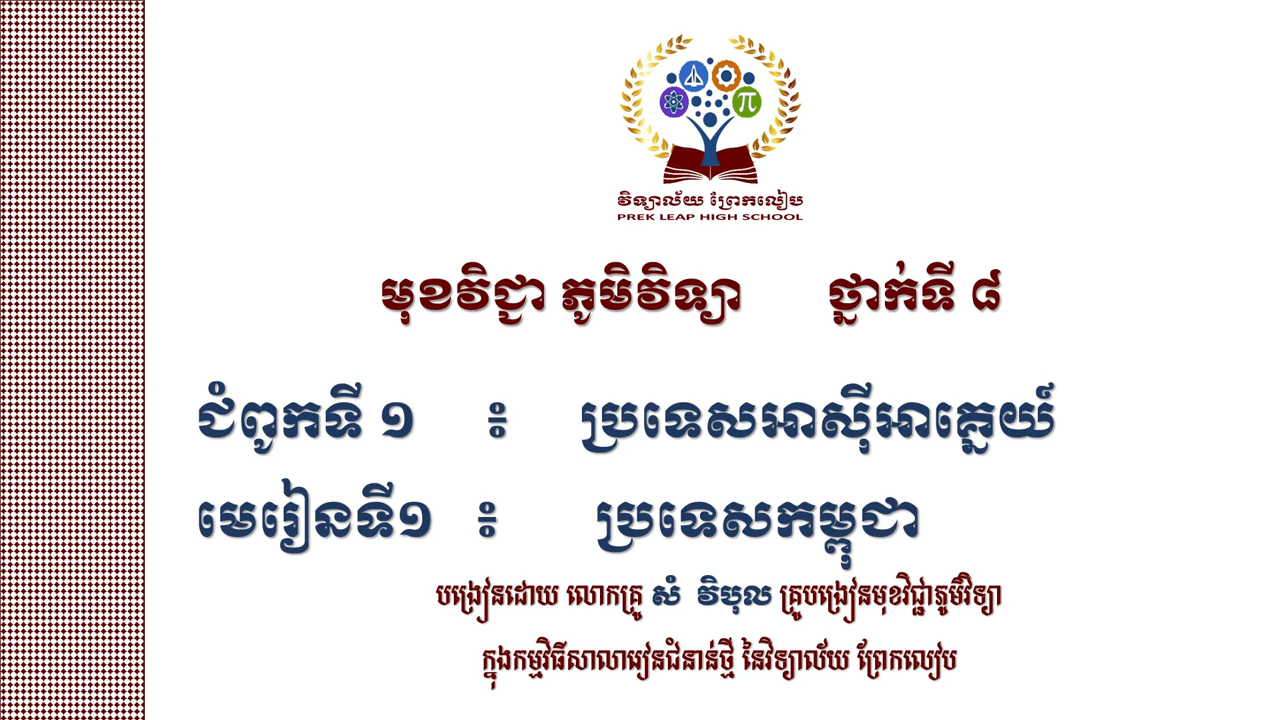 វិទ្យាល័យ ព្រែកលៀប
PREK LEAP HIGH SCHOOL
មុខវិជ្ជា ភូមិវិទ្យា ថ្នាក់ទី ៨
ជំពូកទី ១ ៖ ប្រទេសអាស៊ីអាគ្នេយ៍
មេរៀនទី១ ៖ ប្រទេសកម្ពុជា
បង្រៀនដោយ លោកគ្រូ សំ វិបុល គ្រូបង្រៀនមុខវិជ្ជាភូមិវិទ្យា
ក្នុងកម្មវិធីសាលារៀនជំនាន់ថ្មី នៃវិទ្យាល័យ ព្រែកលៀប